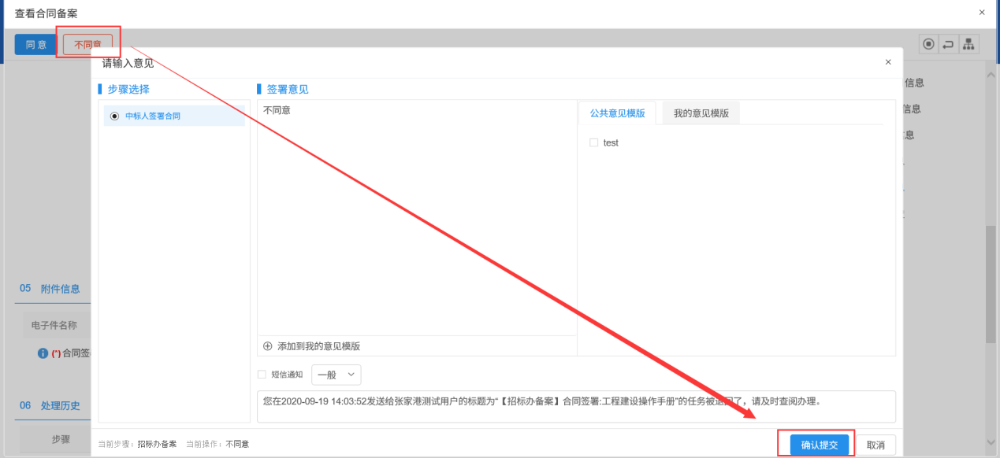 查看合同备案
×
同意
不同意
请输入意见
×
步骤选择
签署意见
中标人签署合同
不同意
公共意见模版
我的意见模版
test
信息
信息
息
添加到我的意见模版
05 附件信息
电子件名称
(*) 合同签
短信通知
一般
06 处理历史
您在2020-09-19 14:03:52发送给张家港测试用户的标题为“【招标办备案】合同签署:工程建设操作手册”的任务被退回了，请及时查阅办理。
步骤
当前步骤：招标办备案 当前操作：不同意
确认提交
取消